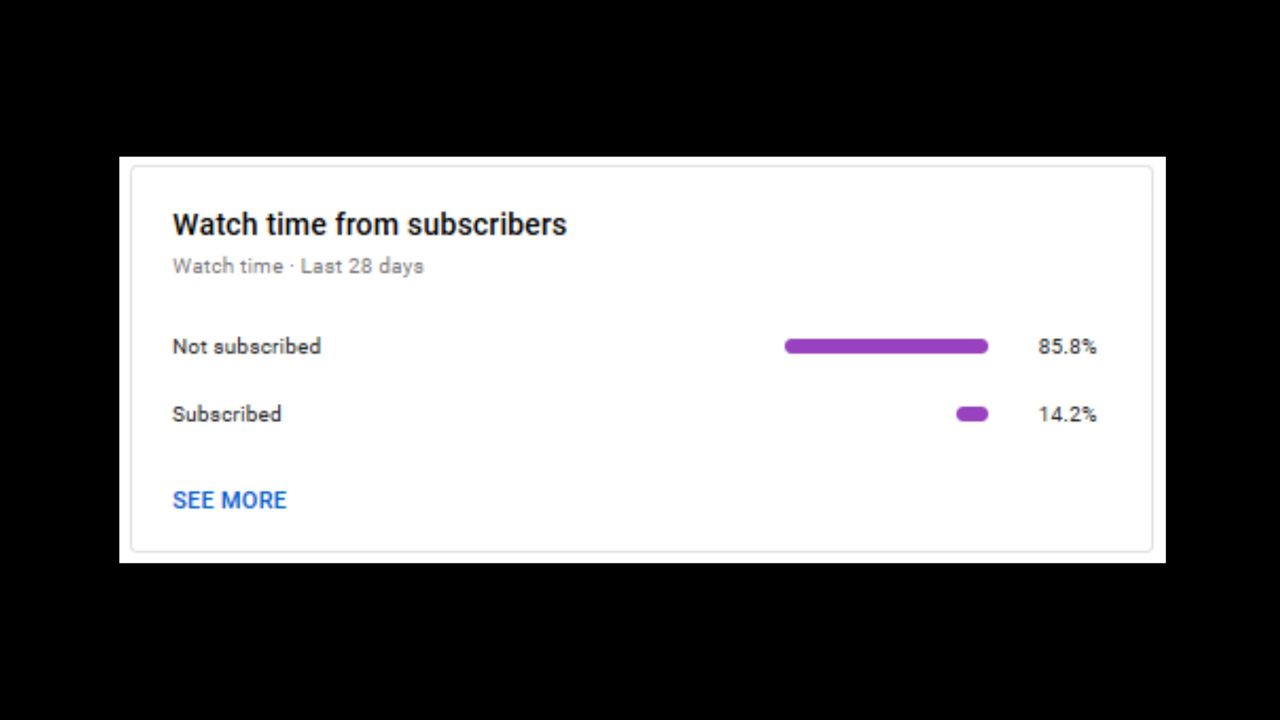 Watch time from subscribers
Watch time · Last 28 days
Not subscribed 85.8%
Subscribed 14.2%
SEE MORE